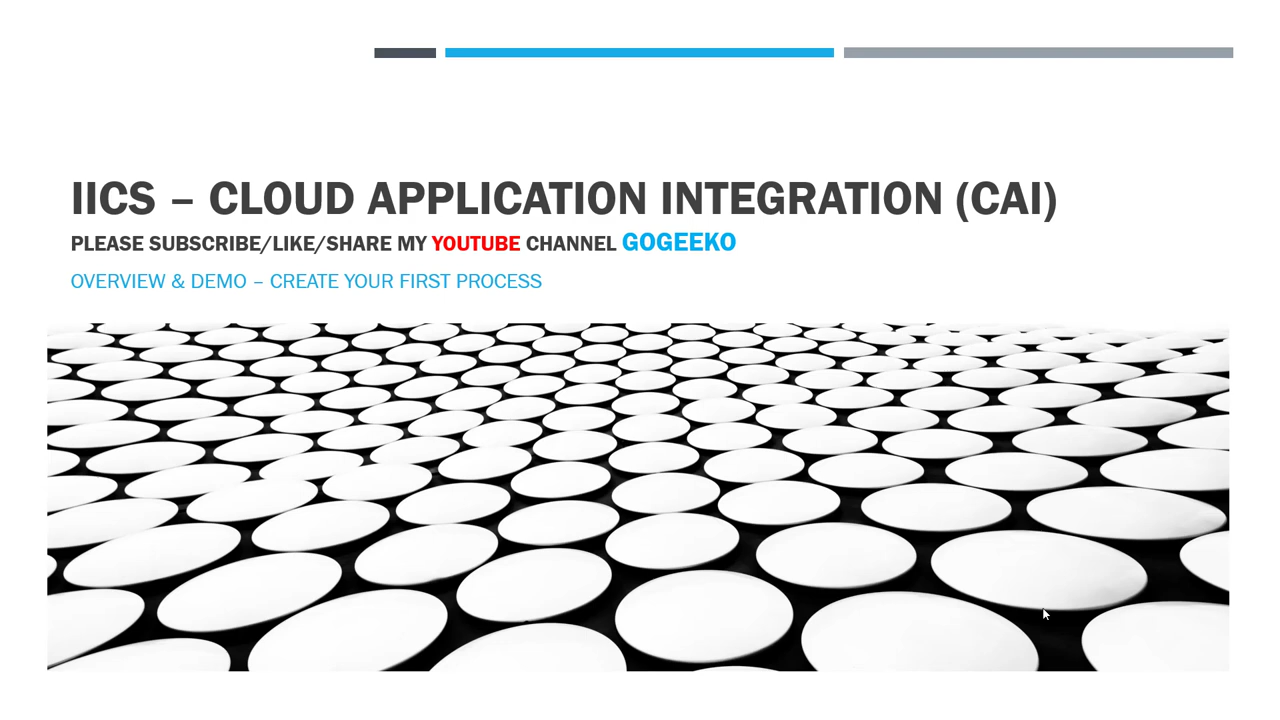 IICS – CLOUD APPLICATION INTEGRATION (CAI)
PLEASE SUBSCRIBE/LIKE/SHARE MY YOUTUBE CHANNEL GOGEEKO
OVERVIEW & DEMO – CREATE YOUR FIRST PROCESS